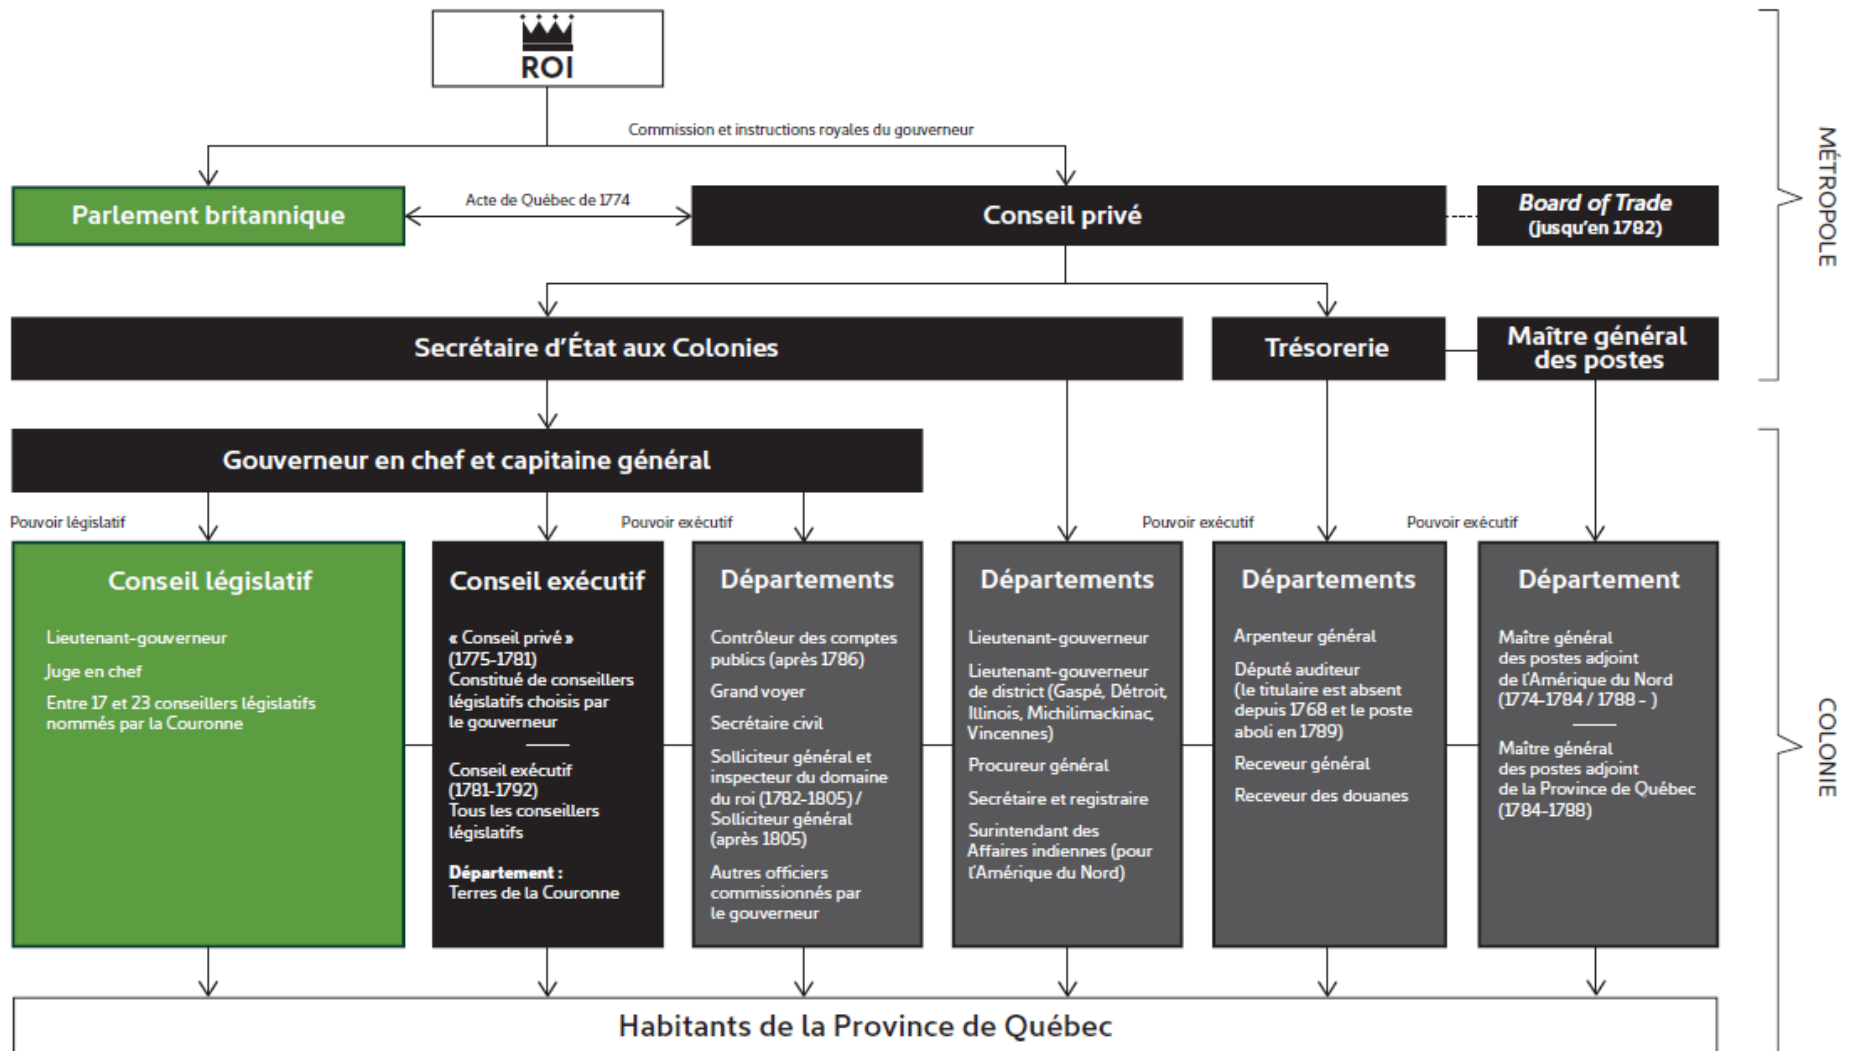 ROI
Commission et instructions royales du gouverneur
Parlement britannique
Acte de Québec de 1774
Conseil privé
Board of Trade
(jusqu'en 1782)
MÉTROPOLE
Secrétaire d'État aux Colonies
Trésorerie
Maître général
des postes
Gouverneur en chef et capitaine général
Pouvoir législatif
Pouvoir exécutif
Pouvoir exécutif
Pouvoir exécutif
Conseil législatif
Lieutenant-gouverneur
Juge en chef
Entre 17 et 23 conseillers législatifs
nommés par la Couronne
Conseil exécutif
« Conseil privé »
(1775-1781)
Constitué de conseillers
législatifs choisis par
le gouverneur
Conseil exécutif
(1781-1792)
Tous les conseillers
législatifs
Département :
Terres de la Couronne
Départements
Contrôleur des comptes
publics (après 1786)
Grand voyer
Secrétaire civil
Solliciteur général et
inspecteur du domaine
du roi (1782-1805) /
Solliciteur général
(après 1805)
Autres officiers
commissionnés par
le gouverneur
Départements
Lieutenant-gouverneur
Lieutenant-gouverneur
de district (Gaspé, Détroit,
Illinois, Michilimackinac,
Vincennes)
Procureur général
Secrétaire et registraire
Surintendant des
Affaires indiennes (pour
l'Amérique du Nord)
Départements
Arpenteur général
Député auditeur
(le titulaire est absent
depuis 1768 et le poste
aboli en 1789)
Receveur général
Receveur des douanes
Département
Maître général
des postes adjoint
de l'Amérique du Nord
(1774-1784 / 1788 - )
Maître général
des postes adjoint
de la Province de Québec
(1784-1788)
COLONIE
Habitants de la Province de Québec